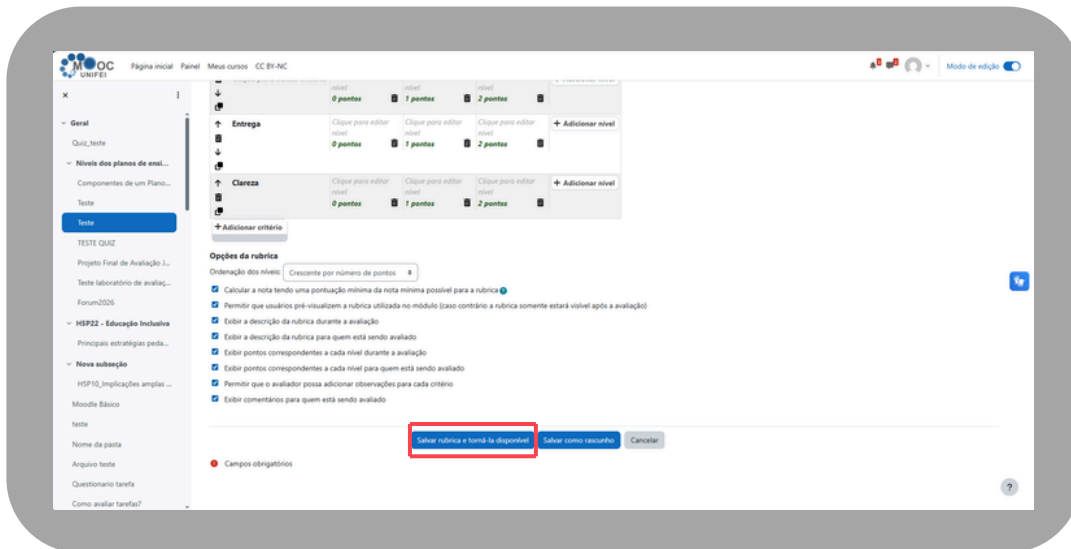 MOOC
UNIFEI
Página inicial Painel Meus cursos CC BY-NC
Modo de edição
Geral
Quiz_teste
Níveis dos planos de ensi...
Componentes de um Plano...
Teste
Teste
TESTE QUIZ
Projeto Final de Avaliação J...
Teste laboratório de avaliaç...
Forum2026
HSP22 - Educação Inclusiva
Principais estratégias peda...
Nova subseção
HSP10_Implicações amplas ...
Moodle Básico
teste
Nome da pasta
Arquivo teste
Questionario tarefa
Como avaliar tarefas?
nível nível nível
0 pontos 1 pontos 2 pontos
Entrega Clique para editar nível Clique para editar nível Clique para editar nível + Adicionar nível
0 pontos 1 pontos 2 pontos
Clareza Clique para editar nível Clique para editar nível Clique para editar nível + Adicionar nível
0 pontos 1 pontos 2 pontos
+ Adicionar critério
Opções da rubrica
Ordenação dos níveis: Crescente por número de pontos
Calcular a nota tendo uma pontuação mínima da nota mínima possível para a rubrica ?
Permitir que usuários pré-visualizem a rubrica utilizada no módulo (caso contrário a rubrica somente estará visível após a avaliação)
Exibir a descrição da rubrica durante a avaliação
Exibir a descrição da rubrica para quem está sendo avaliado
Exibir pontos correspondentes a cada nível durante a avaliação
Exibir pontos correspondentes a cada nível para quem está sendo avaliado
Permitir que o avaliador possa adicionar observações para cada critério
Exibir comentários para quem está sendo avaliado
Salvar rubrica e torná-la disponível Salvar como rascunho Cancelar
Campos obrigatórios
?